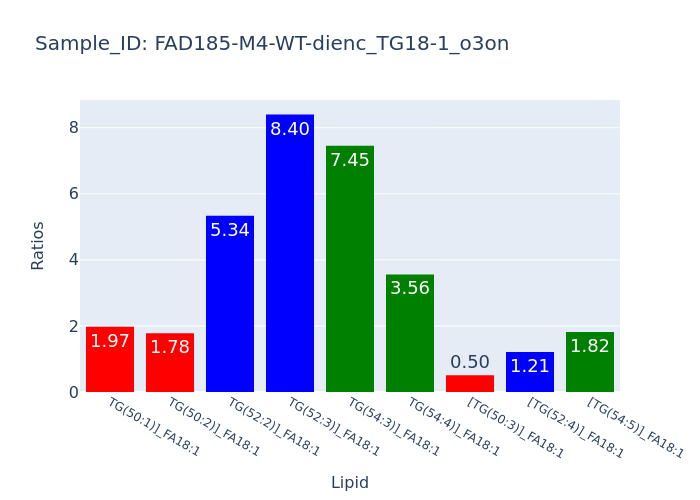 Sample_ID: FAD185-M4-WT-dienc_TG18-1_o3on
8
6
4
2
0
Ratios
1.97
1.78
5.34
8.40
7.45
3.56
0.50
1.21
1.82
TG(50:1)]_FA18:1
TG(50:2)]_FA18:1
TG(52:2)]_FA18:1
TG(52:3)]_FA18:1
TG(54:3)]_FA18:1
TG(54:4)]_FA18:1
[TG(50:3)]_FA18:1
[TG(52:4)]_FA18:1
[TG(54:5)]_FA18:1
Lipid